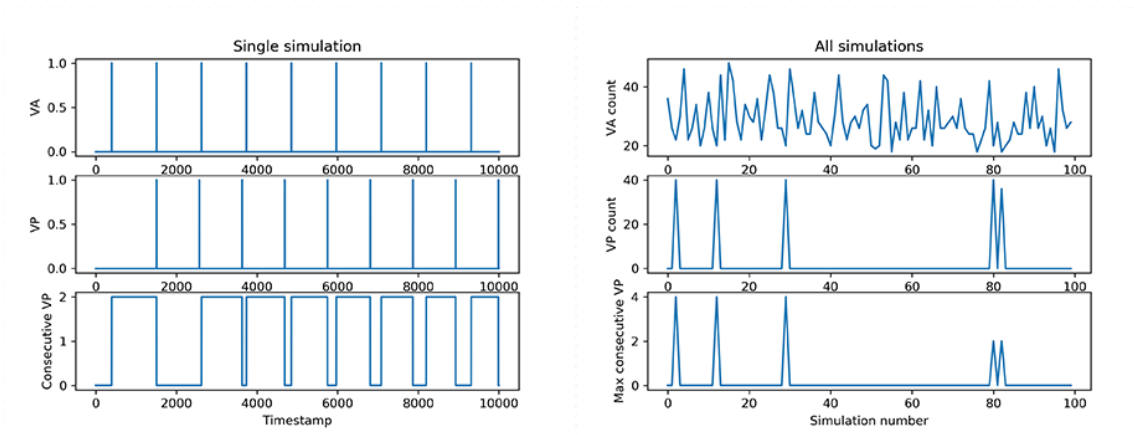 Single simulation
VA
1.0
0.5
0.0
0 2000 4000 6000 8000 10000
VP
1.0
0.5
0.0
0 2000 4000 6000 8000 10000
Consecutive VP
2
1
0
0 2000 4000 6000 8000 10000
Timestamp
All simulations
VA count
40
20
0 20 40 60 80 100
VP count
40
20
0
0 20 40 60 80 100
Max consecutive VP
4
2
0
0 20 40 60 80 100
Simulation number